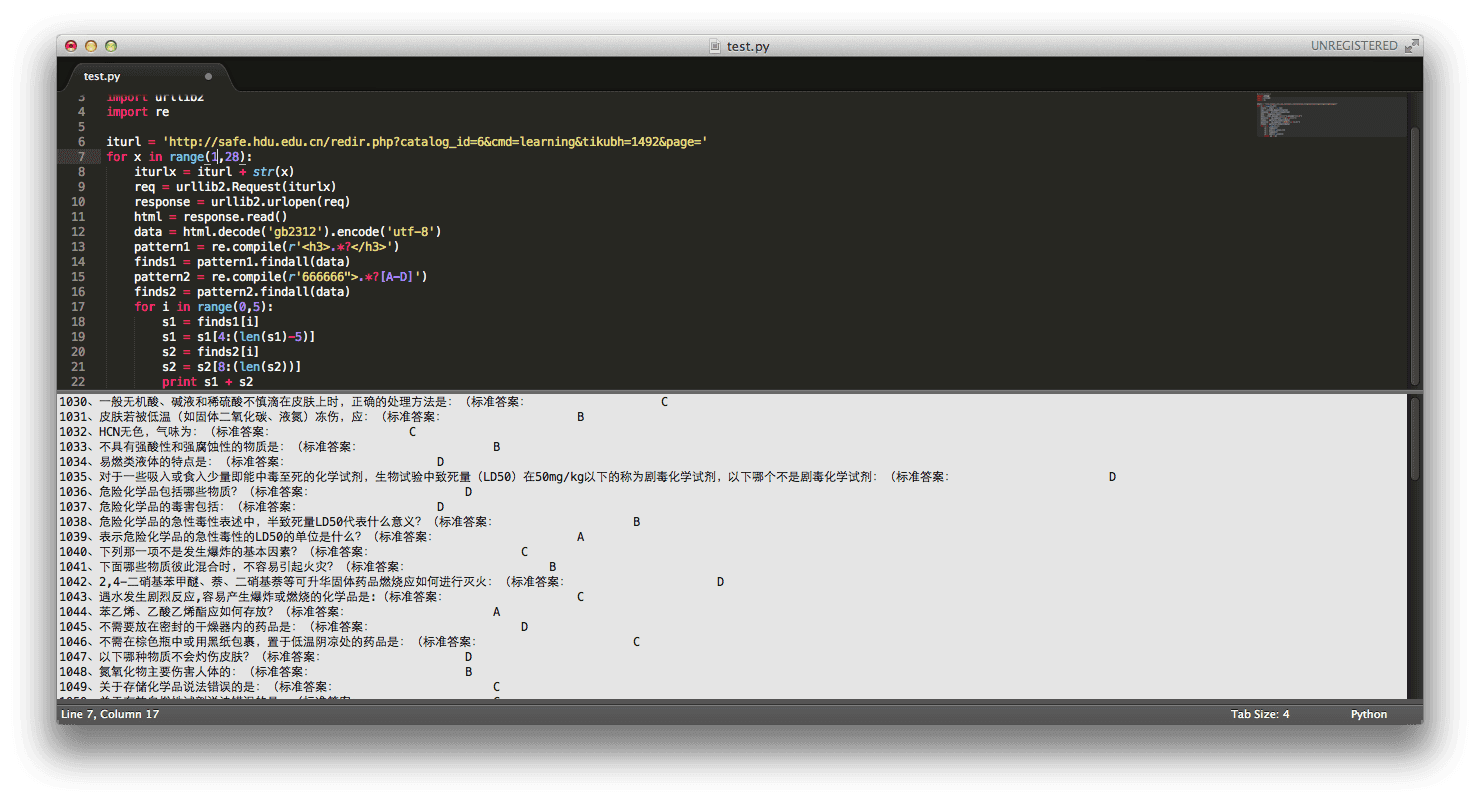 test.py
UNREGISTERED
test.py
3 import urllib2
4 import re
5
6 iturl = 'http://safe.hdu.edu.cn/redir.php?catalog_id=6&cmd=learning&tikubh=1492&page='
7 for x in range(1,28):
8 iturlx = iturl + str(x)
9 req = urllib2.Request(iturlx)
10 response = urllib2.urlopen(req)
11 html = response.read()
12 data = html.decode('gb2312').encode('utf-8')
13 pattern1 = re.compile(r'<h3>.*?</h3>')
14 finds1 = pattern1.findall(data)
15 pattern2 = re.compile(r'666666">.*?[A-D]')
16 finds2 = pattern2.findall(data)
17 for i in range(0,5):
18 s1 = finds1[i]
19 s1 = s1[4:(len(s1)-5)]
20 s2 = finds2[i]
21 s2 = s2[8:(len(s2))]
22 print s1 + s2
1030、一般无机酸、碱液和稀硫酸不慎滴在皮肤上时，正确的处理方法是：（标准答案： C
1031、皮肤若被低温（如固体二氧化碳、液氮）冻伤，应：（标准答案： B
1032、HCN无色，气味为：（标准答案： C
1033、不具有强酸性和强腐蚀性的物质是：（标准答案： B
1034、易燃类液体的特点是：（标准答案： D
1035、对于一些吸入或食入少量即能中毒至死的化学试剂，生物试验中致死量（LD50）在50mg/kg以下的称为剧毒化学试剂，以下哪个不是剧毒化学试剂：（标准答案： D
1036、危险化学品包括哪些物质？（标准答案： D
1037、危险化学品的毒害包括：（标准答案： D
1038、危险化学品的急性毒性表述中，半致死量LD50代表什么意义？（标准答案： B
1039、表示危险化学品的急性毒性的LD50的单位是什么？（标准答案： A
1040、下列那一项不是发生爆炸的基本因素？（标准答案： C
1041、下面哪些物质彼此混合时，不容易引起火灾？（标准答案： B
1042、2,4-二硝基苯甲醚、萘、二硝基萘等可升华固体药品燃烧应如何进行灭火：（标准答案： D
1043、遇水发生剧烈反应,容易产生爆炸或燃烧的化学品是:（标准答案： C
1044、苯乙烯、乙酸乙烯酯应如何存放？（标准答案： A
1045、不需要放在密封的干燥器内的药品是：（标准答案： D
1046、不需在棕色瓶中或用黑纸包裹，置于低温阴凉处的药品是：（标准答案： C
1047、以下哪种物质不会灼伤皮肤？（标准答案： D
1048、氮氧化物主要伤害人体的：（标准答案： B
1049、关于存储化学品说法错误的是：（标准答案： C
Line 7, Column 17
Tab Size: 4
Python